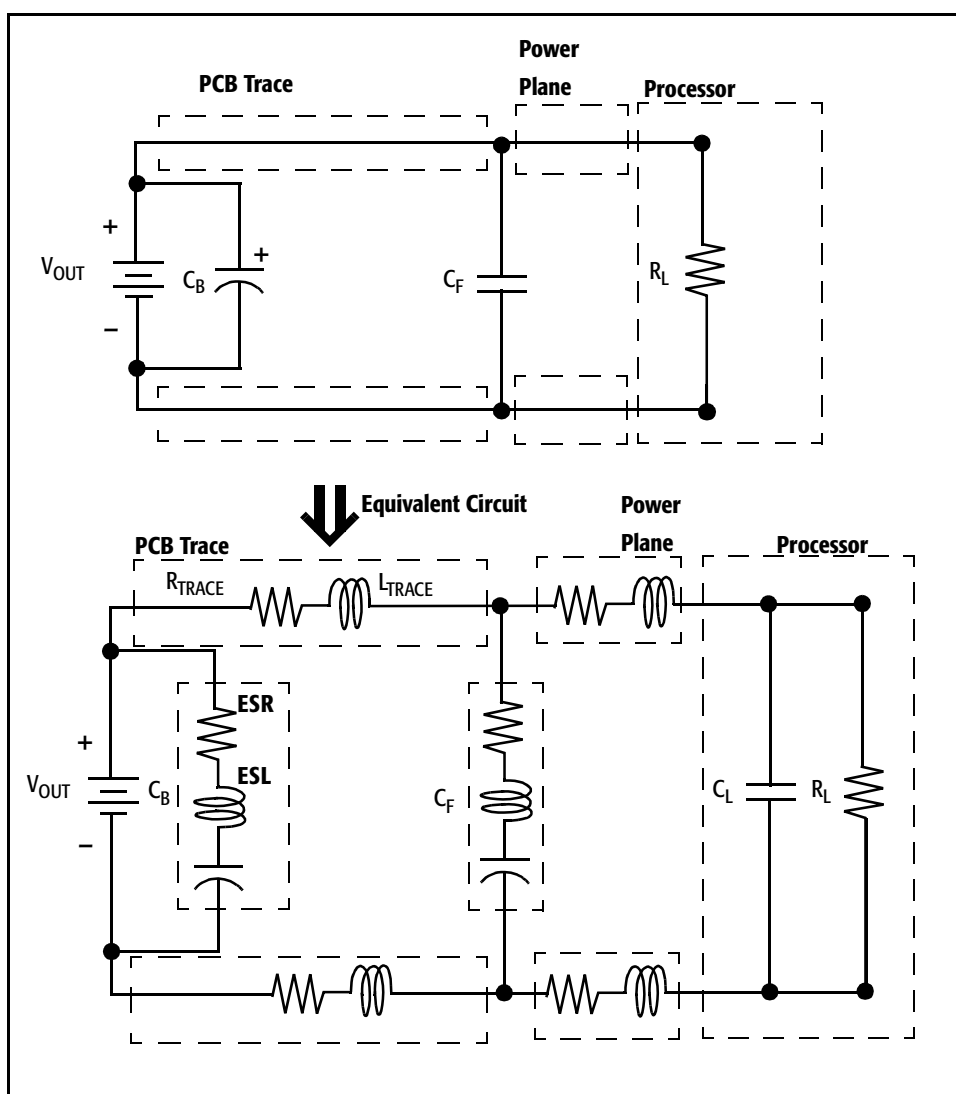 Power
PCB Trace
Plane
Processor
+
+
VOUT
CB
CF
RL
−
Equivalent Circuit
Power
PCB Trace
Plane
Processor
RTRACE
LTRACE
ESR
+
ESL
VOUT
CB
CF
CL
RL
−